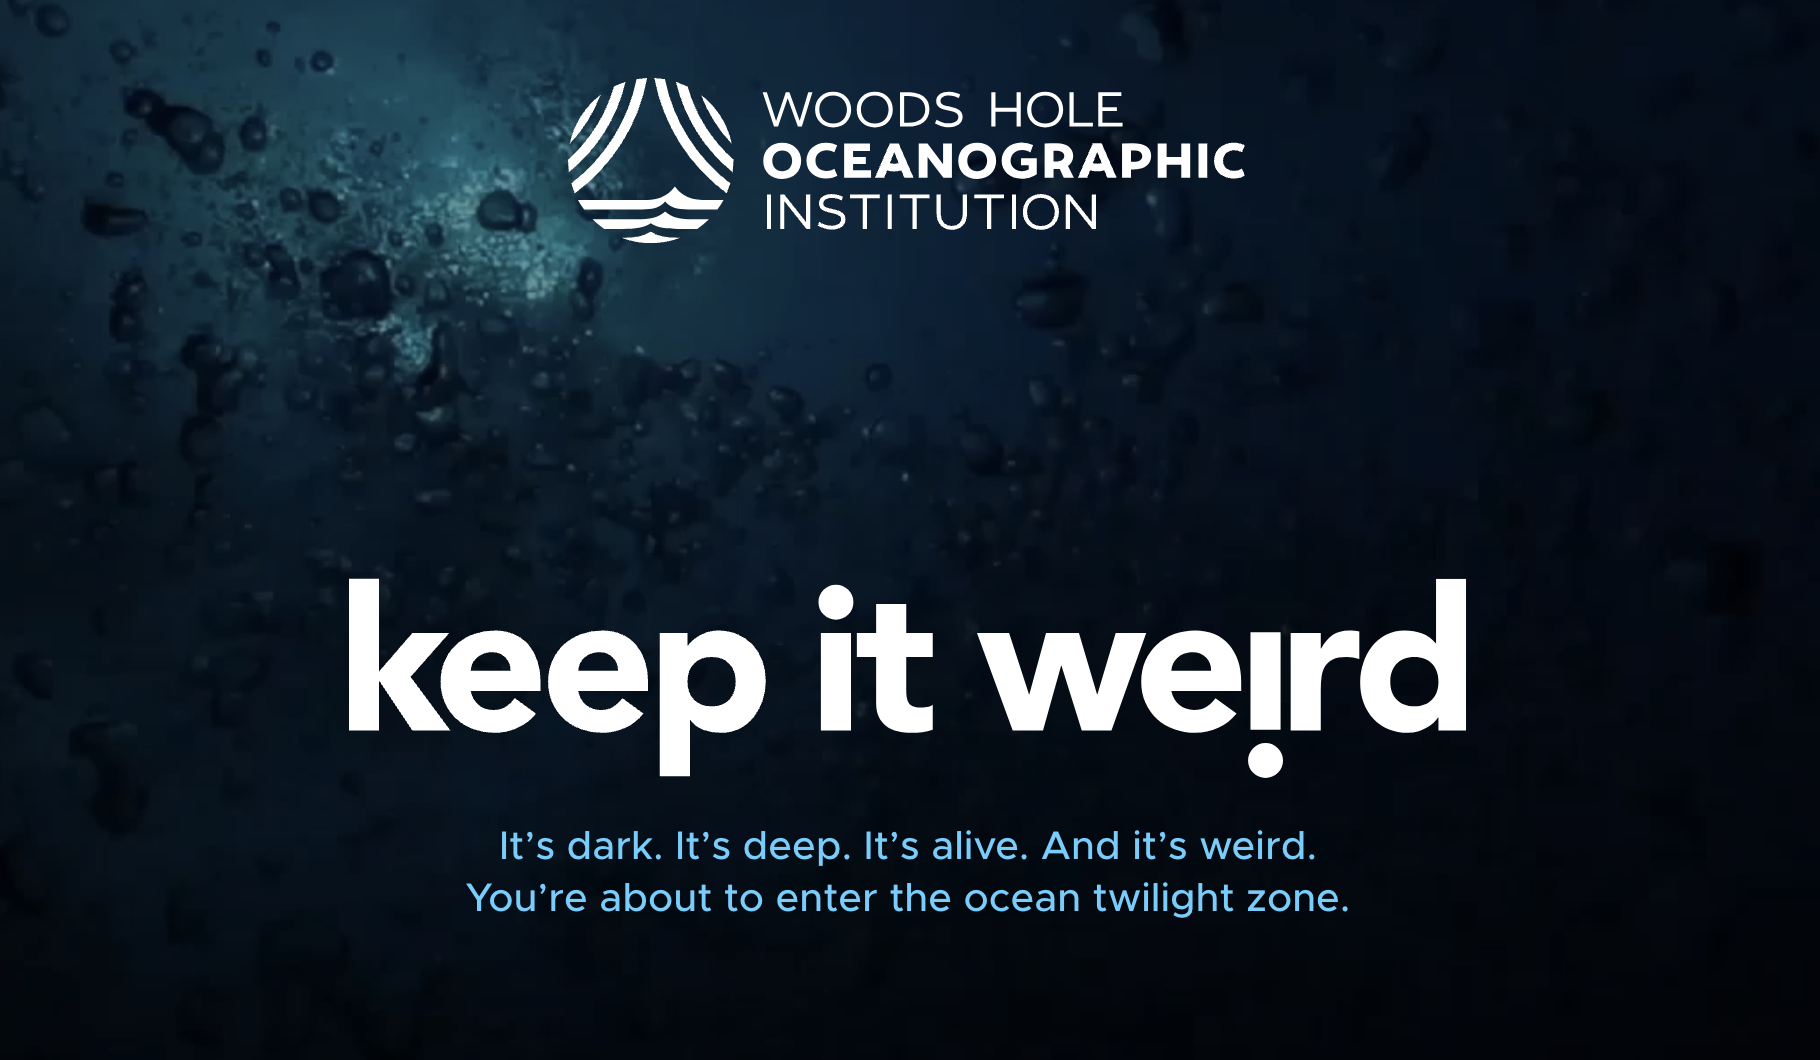 WOODS HOLE
OCEANOGRAPHIC
INSTITUTION
keep it weird
It’s dark. It’s deep. It’s alive. And it’s weird.
You’re about to enter the ocean twilight zone.